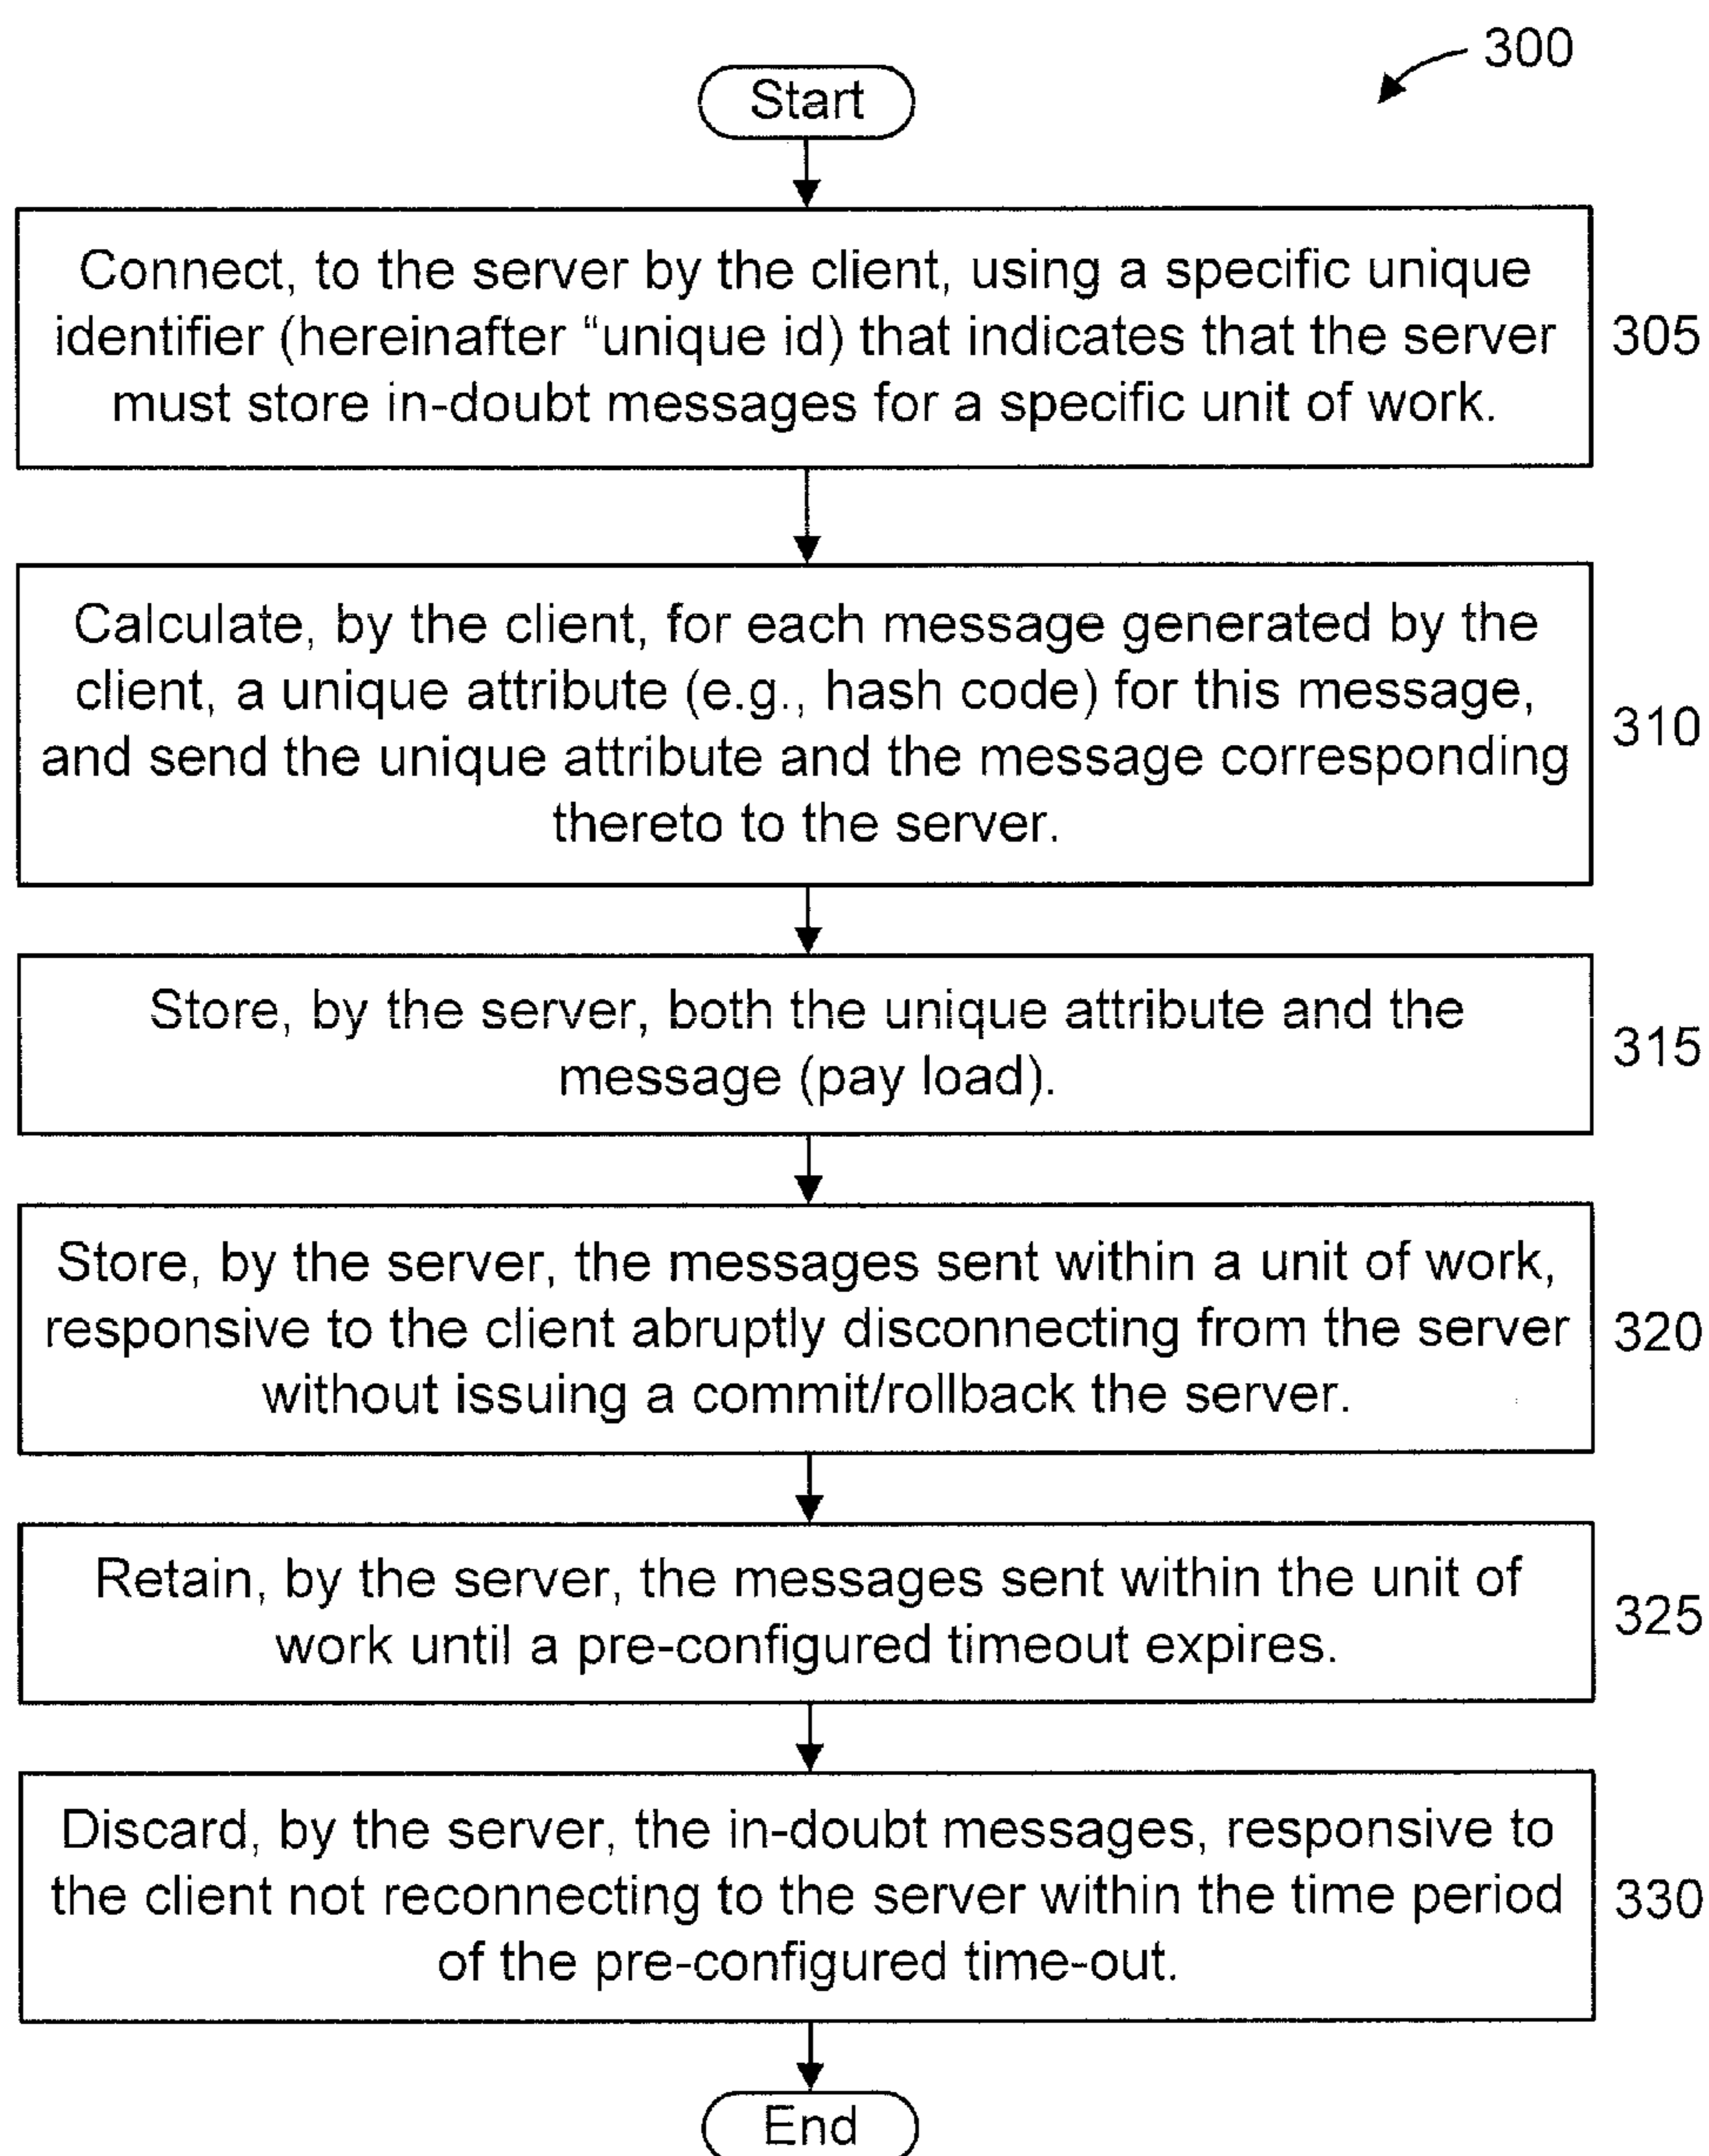 300
Start
Connect, to the server by the client, using a specific unique
identifier (hereinafter “unique id) that indicates that the server
must store in-doubt messages for a specific unit of work.
305
Calculate, by the client, for each message generated by the
client, a unique attribute (e.g., hash code) for this message,
and send the unique attribute and the message corresponding
thereto to the server.
310
Store, by the server, both the unique attribute and the
message (pay load).
315
Store, by the server, the messages sent within a unit of work,
responsive to the client abruptly disconnecting from the server
without issuing a commit/rollback the server.
320
Retain, by the server, the messages sent within the unit of
work until a pre-configured timeout expires.
325
Discard, by the server, the in-doubt messages, responsive to
the client not reconnecting to the server within the time period
of the pre-configured time-out.
330
End